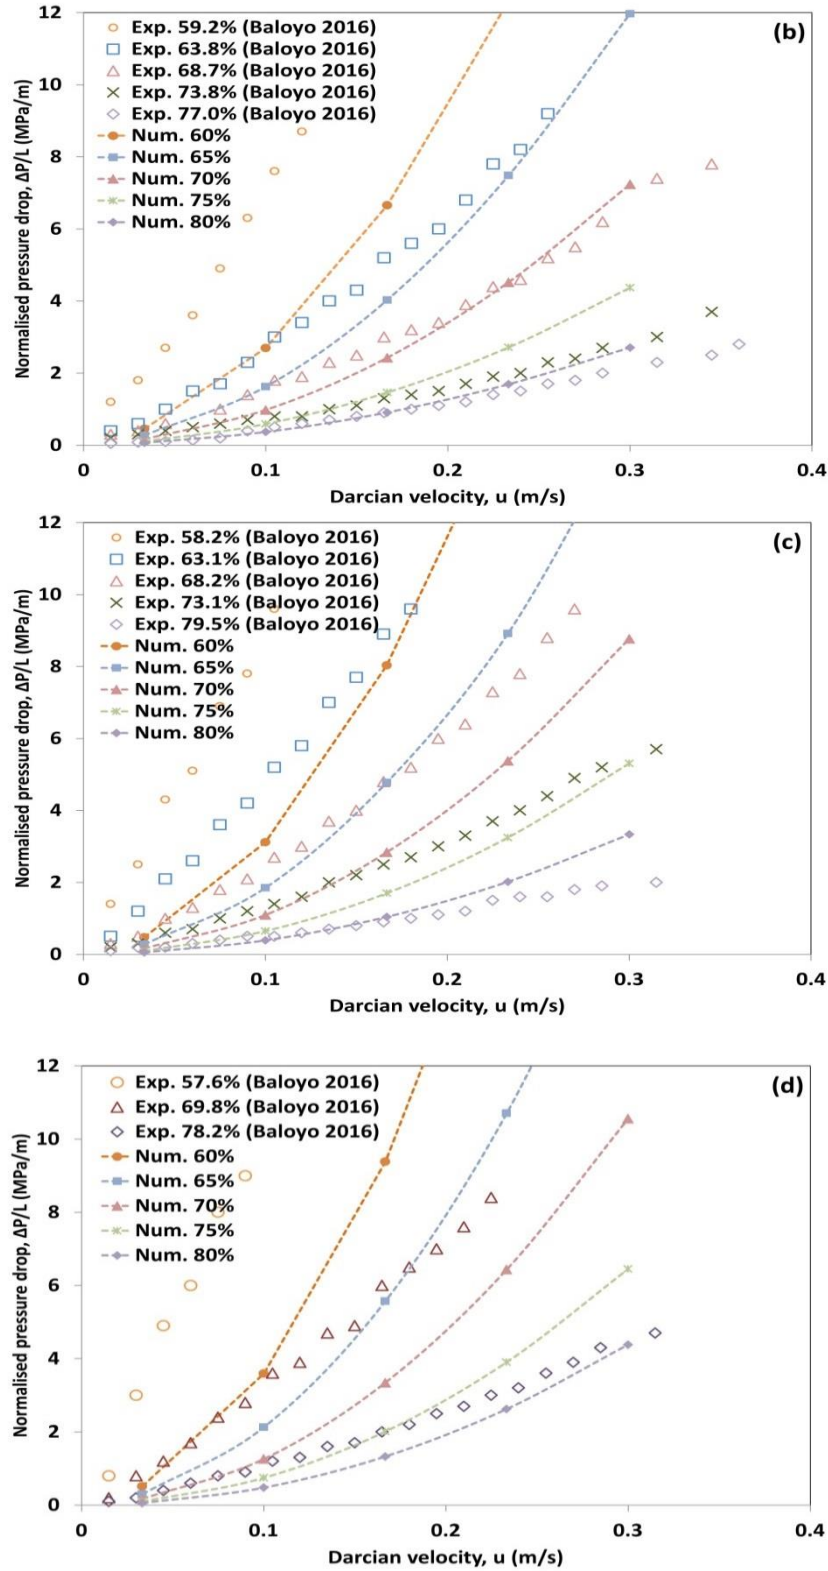 (b)
Normalised pressure drop, ΔP/L (MPa/m)
12
10
8
6
4
2
0
Exp. 59.2% (Baloyo 2016)
Exp. 63.8% (Baloyo 2016)
Exp. 68.7% (Baloyo 2016)
Exp. 73.8% (Baloyo 2016)
Exp. 77.0% (Baloyo 2016)
Num. 60%
Num. 65%
Num. 70%
Num. 75%
Num. 80%
0 0.1 0.2 0.3 0.4
Darcian velocity, u (m/s)
(c)
Normalised pressure drop, ΔP/L (MPa/m)
12
10
8
6
4
2
0
Exp. 58.2% (Baloyo 2016)
Exp. 63.1% (Baloyo 2016)
Exp. 68.2% (Baloyo 2016)
Exp. 73.1% (Baloyo 2016)
Exp. 79.5% (Baloyo 2016)
Num. 60%
Num. 65%
Num. 70%
Num. 75%
Num. 80%
0 0.1 0.2 0.3 0.4
Darcian velocity, u (m/s)
(d)
Normalised pressure drop, ΔP/L (MPa/m)
12
10
8
6
4
2
0
Exp. 57.6% (Baloyo 2016)
Exp. 69.8% (Baloyo 2016)
Exp. 78.2% (Baloyo 2016)
Num. 60%
Num. 65%
Num. 70%
Num. 75%
Num. 80%
0 0.1 0.2 0.3 0.4
Darcian velocity, u (m/s)